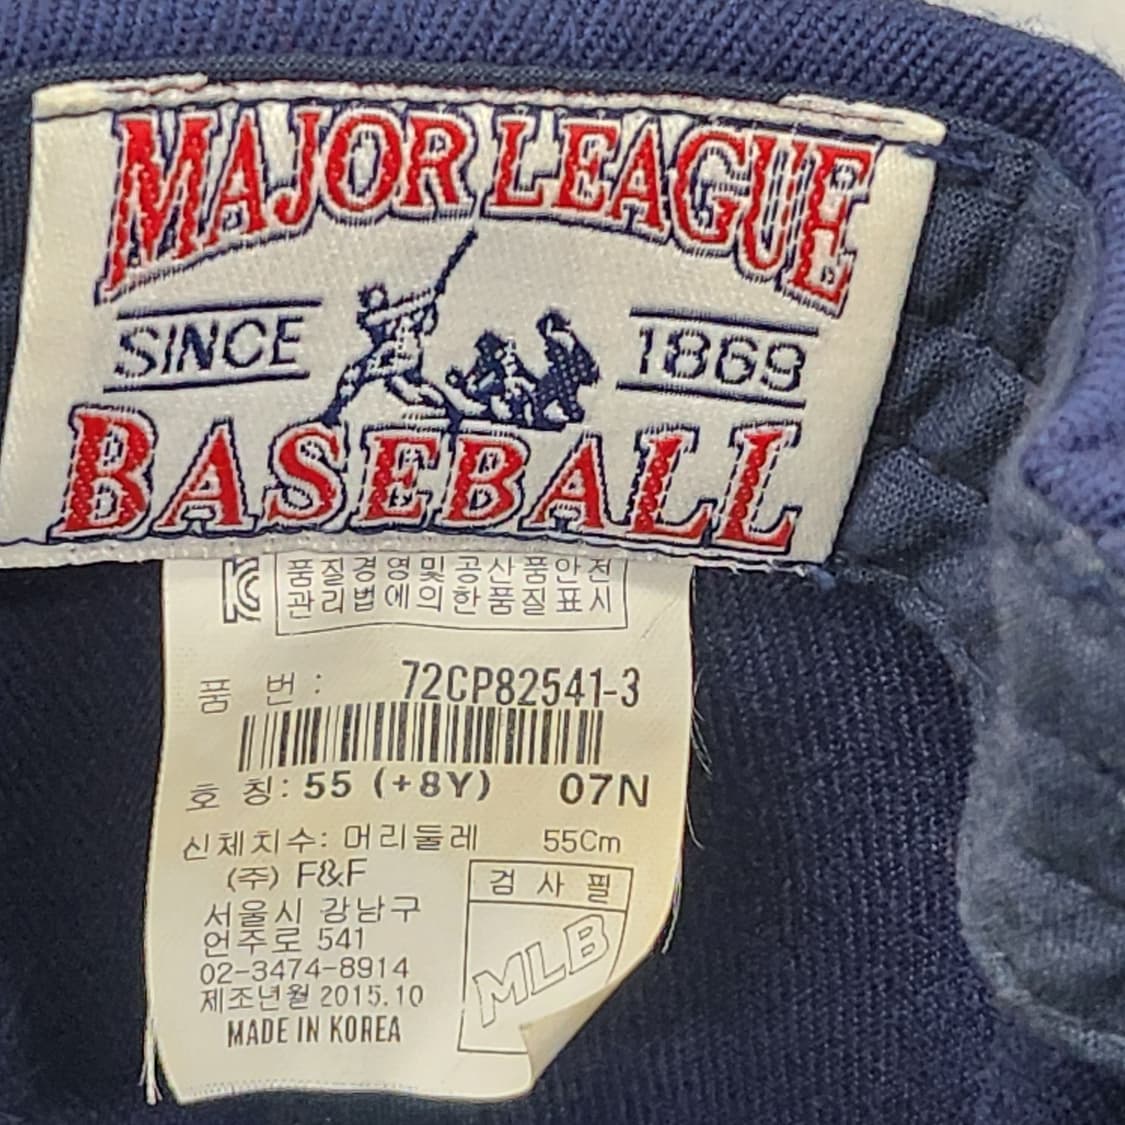 MAJOR LEAGUE
SINCE 1869
BASEBALL
품질경영및공산품안전
관리법에의한품질표시
품 번: 72CP82541-3
호 칭: 55 (+8Y) 07N
신체치수: 머리둘레 55Cm
(주) F&F
검 사 필
서울시 강남구
언주로 541
MLB
02-3474-8914
제조년월 2015.10
MADE IN KOREA